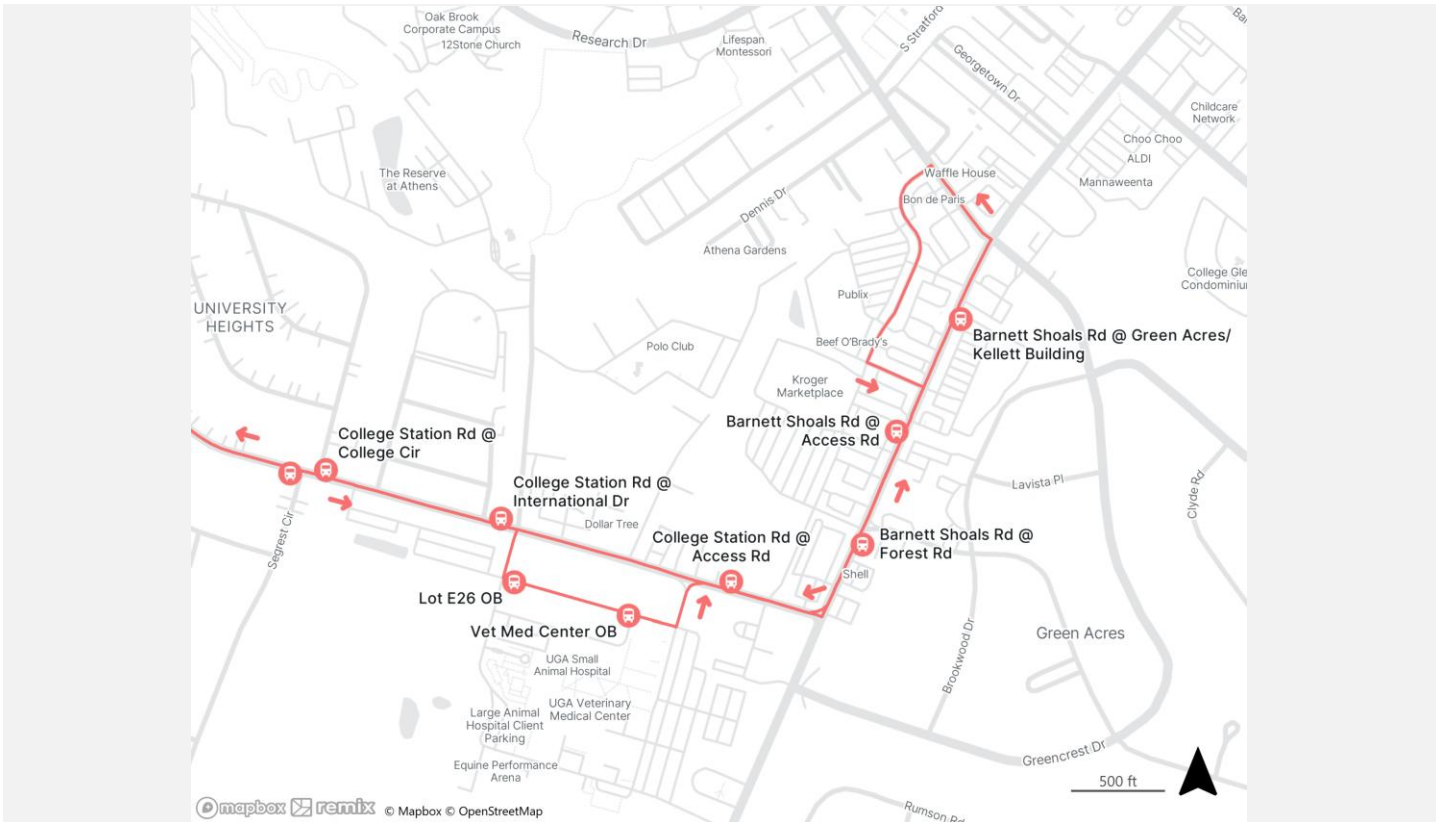 Oak Brook
Corporate Campus
12Stone Church
Research Dr
Lifespan
Montessori
S Stratford
Georgetown Dr
Childcare
Network
Choo Choo
ALDI
Mannaweenta
The Reserve
at Athens
Waffle House
Bon de Paris
Dennis Dr
Athena Gardens
College Gle
Condominiu
Publix
UNIVERSITY
HEIGHTS
Barnett Shoals Rd @ Green Acres/
Kellett Building
Beef O'Brady's
Polo Club
Kroger
Marketplace
Barnett Shoals Rd @
Access Rd
College Station Rd @
College Cir
College Station Rd @
International Dr
Lavista Pl
Clyde Rd
Dollar Tree
College Station Rd @
Access Rd
Barnett Shoals Rd @
Forest Rd
Segrest Cir
Shell
Lot E26 OB
Vet Med Center OB
Green Acres
Brookwood Dr
UGA Small
Animal Hospital
UGA Veterinary
Medical Center
Large Animal
Hospital Client
Parking
Equine Performance
Arena
Greencrest Dr
500 ft
Rumson Rd
mapbox remix © Mapbox © OpenStreetMap